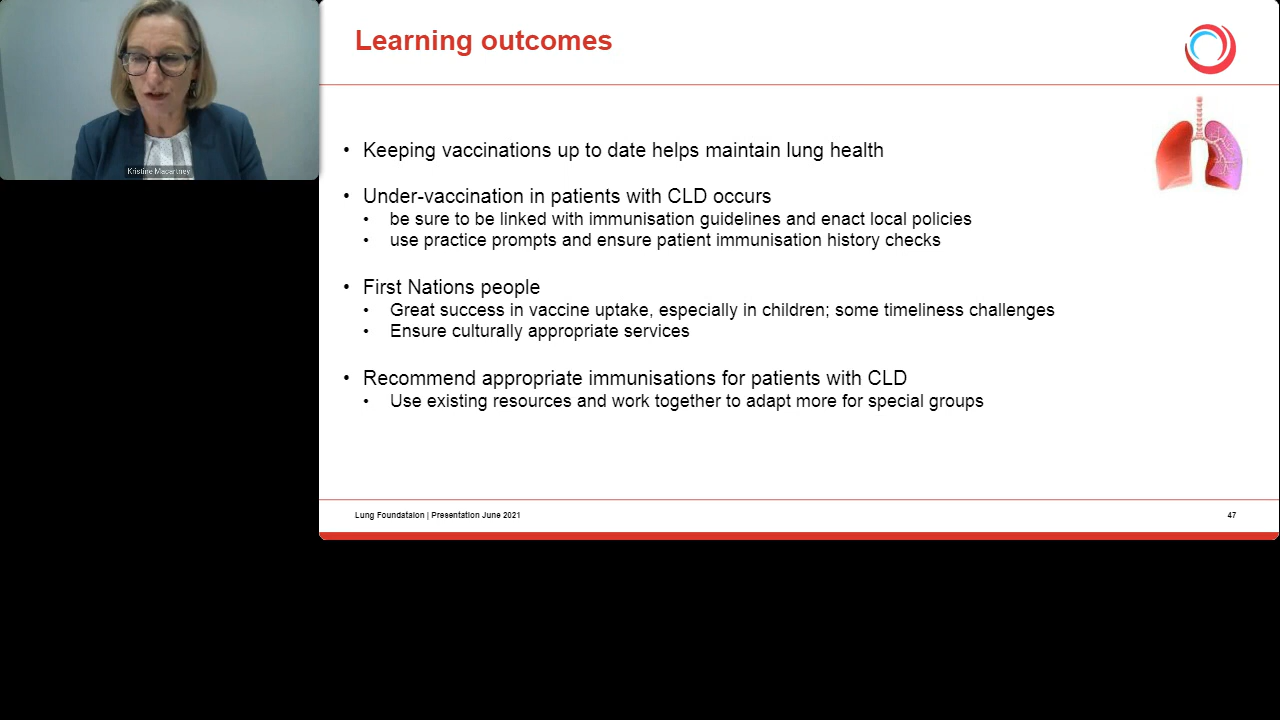 Kristine Macartney
Learning outcomes
• Keeping vaccinations up to date helps maintain lung health
• Under-vaccination in patients with CLD occurs
• be sure to be linked with immunisation guidelines and enact local policies
• use practice prompts and ensure patient immunisation history checks
• First Nations people
• Great success in vaccine uptake, especially in children; some timeliness challenges
• Ensure culturally appropriate services
• Recommend appropriate immunisations for patients with CLD
• Use existing resources and work together to adapt more for special groups
Lung Foundataion | Presentation June 2021
47